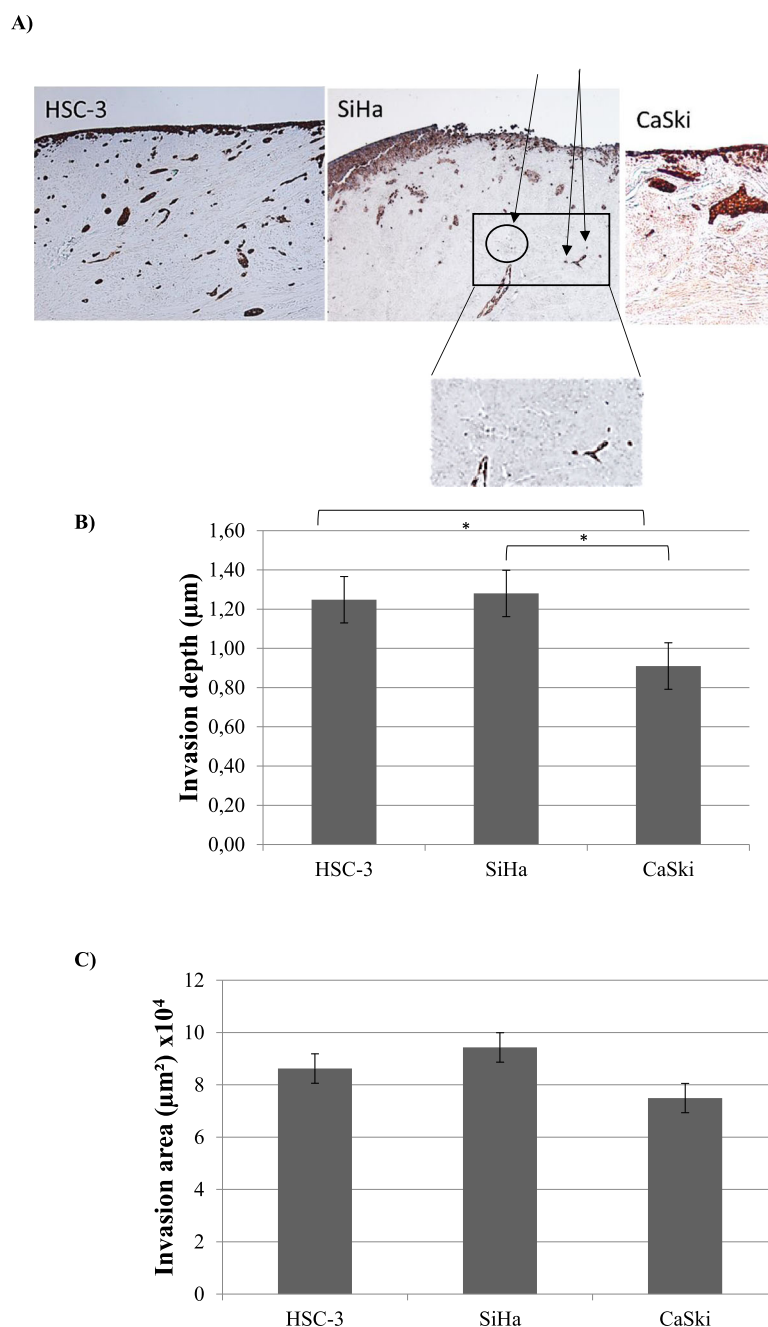 A)
HSC-3
SiHa
CaSki
B)
*
*
1,60
1,40
1,20
1,00
0,80
0,60
0,40
0,20
0,00
Invasion depth (µm)
HSC-3
SiHa
CaSki
C)
12
10
8
6
4
2
0
Invasion area (µm²) x10⁴
HSC-3
SiHa
CaSki